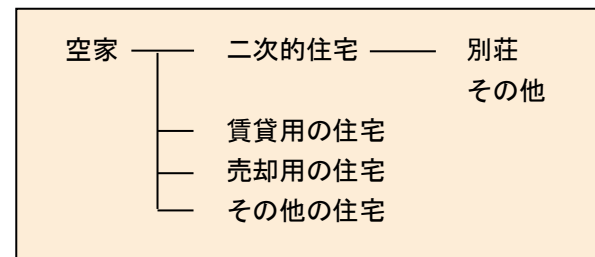 空家 二次的住宅 別荘
その他
賃貸用の住宅
売却用の住宅
その他の住宅